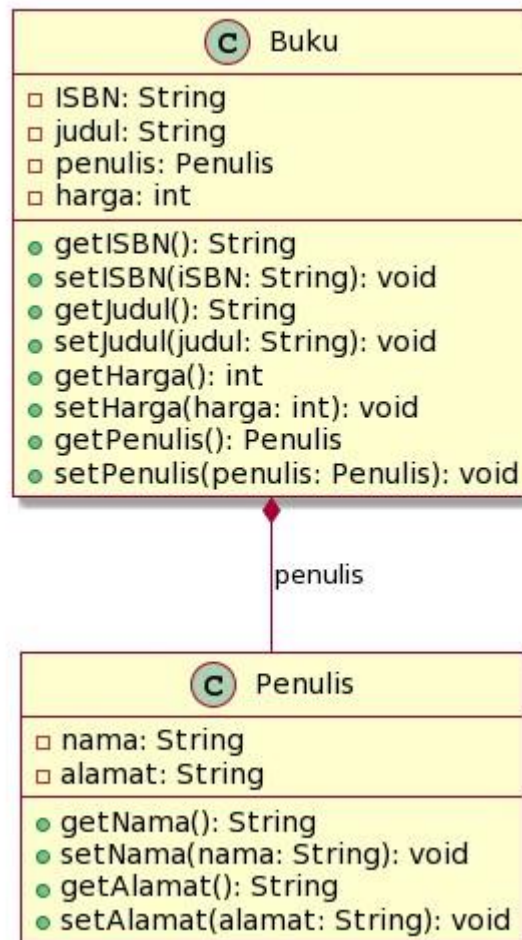 C Buku
ISBN: String
judul: String
penulis: Penulis
harga: int
getISBN(): String
setISBN(iSBN: String): void
getJudul(): String
setJudul(judul: String): void
getHarga(): int
setHarga(harga: int): void
getPenulis(): Penulis
setPenulis(penulis: Penulis): void
penulis
C Penulis
nama: String
alamat: String
getNama(): String
setNama(nama: String): void
getAlamat(): String
setAlamat(alamat: String): void